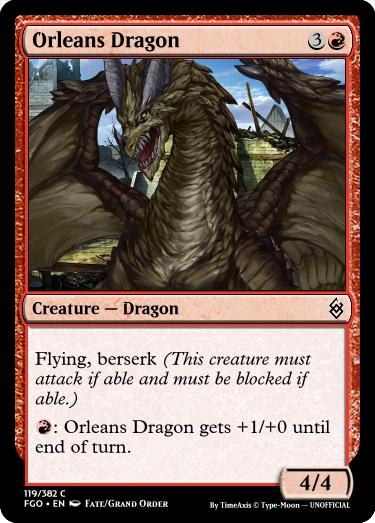 Orleans Dragon 3
Creature — Dragon
Flying, berserk (This creature must
attack if able and must be blocked if
able.)
: Orleans Dragon gets +1/+0 until
end of turn.
4/4
119/382 C
FGO • EN Fate/Grand Order
By TimeAxis © Type-Moon — UNOFFICIAL